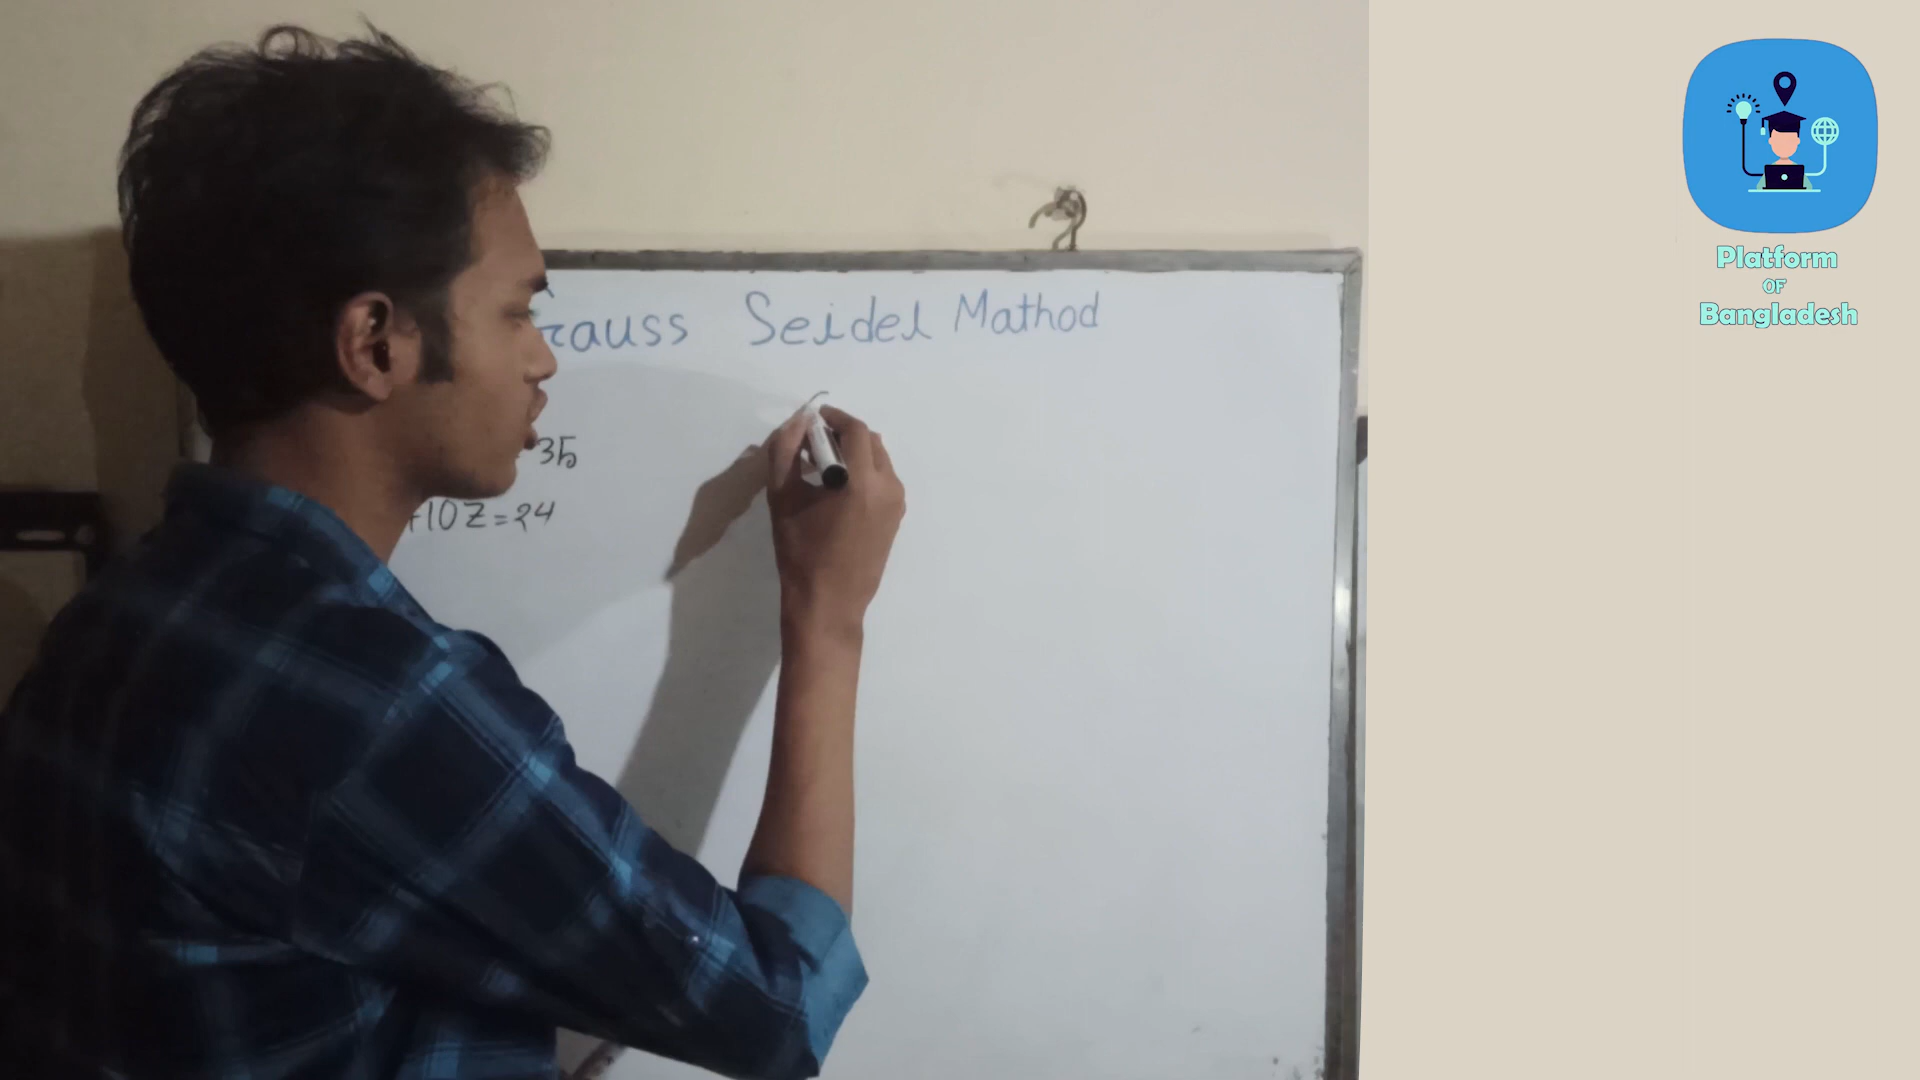 Gauss Seidel Mathod
35
+10Z=24
Platform
OF
Bangladesh